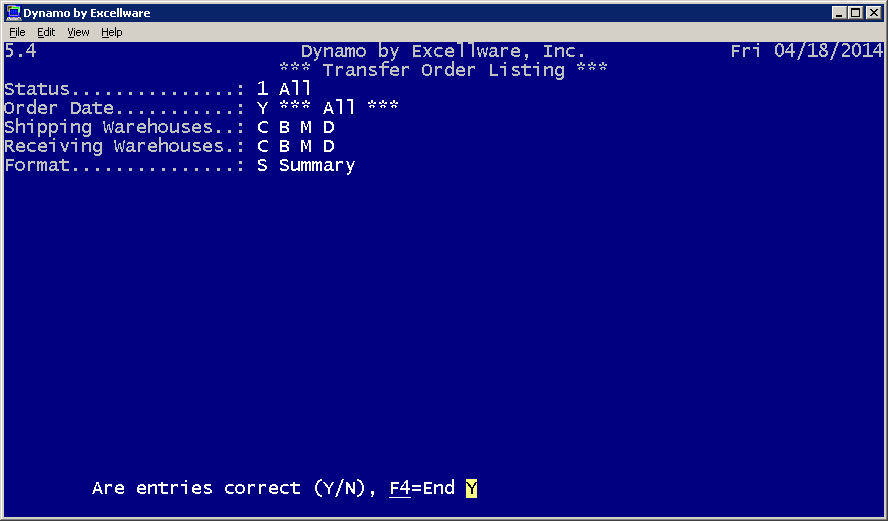 Dynamo by Excellware
File Edit View Help
5.4 Dynamo by Excellware, Inc. Fri 04/18/2014
*** Transfer Order Listing ***
Status...............: 1 All
Order Date...........: Y *** All ***
Shipping Warehouses..: C B M D
Receiving Warehouses.: C B M D
Format...............: S Summary
Are entries correct (Y/N), F4=End Y